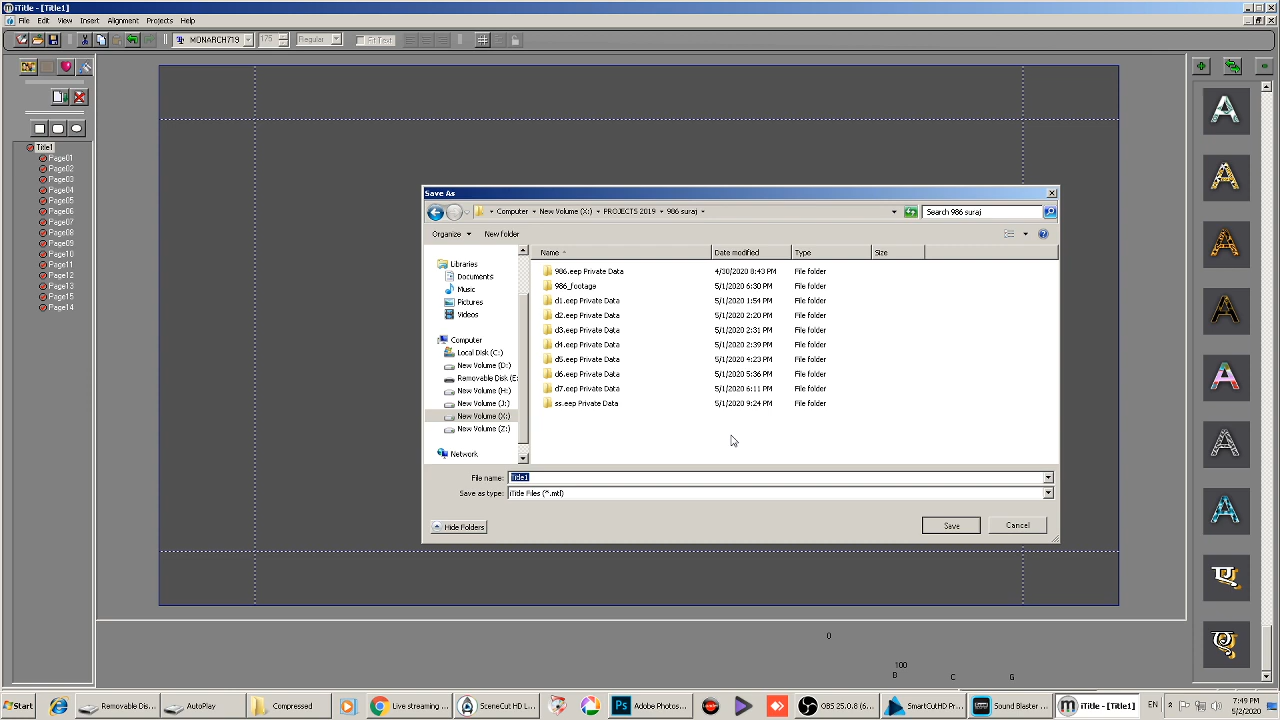 iTitle - [Title1]
File Edit View Insert Alignment Projects Help
MONARCH719 175 Regular Fit Text
Title1
Page01
Page02
Page03
Page04
Page05
Page06
Page07
Page08
Page09
Page10
Page11
Page12
Page13
Page15
Page14
Save As
Computer New Volume (X:) PROJECTS 2019 986 suraj
Search 986 suraj
Organize New folder
Name Date modified Type Size
Libraries
Documents
Music
Pictures
Videos
Computer
Local Disk (C:)
New Volume (D:)
Removable Disk (E:
New Volume (H:)
New Volume (J:)
New Volume (X:)
New Volume (Z:)
Network
986.eep Private Data 4/30/2020 8:43 PM File folder
986_footage 5/1/2020 6:30 PM File folder
d1.eep Private Data 5/1/2020 1:54 PM File folder
d2.eep Private Data 5/1/2020 2:20 PM File folder
d3.eep Private Data 5/1/2020 2:31 PM File folder
d4.eep Private Data 5/1/2020 2:39 PM File folder
d5.eep Private Data 5/1/2020 4:23 PM File folder
d6.eep Private Data 5/1/2020 5:36 PM File folder
d7.eep Private Data 5/1/2020 6:11 PM File folder
ss.eep Private Data 5/1/2020 9:24 PM File folder
File name: Title1
Save as type: iTitle Files (*.mtl)
Hide Folders Save Cancel
A
A
A
A
A
A
A
ए
ए
0
100
B C G
Start Removable Dis... AutoPlay Compressed Live streaming ... SceneCut HD L... Adobe Photos... OBS 25.0.8 (6... SmartCutHD Pr... Sound Blaster ... iTitle - [Title1] EN 7:49 PM
5/2/2020